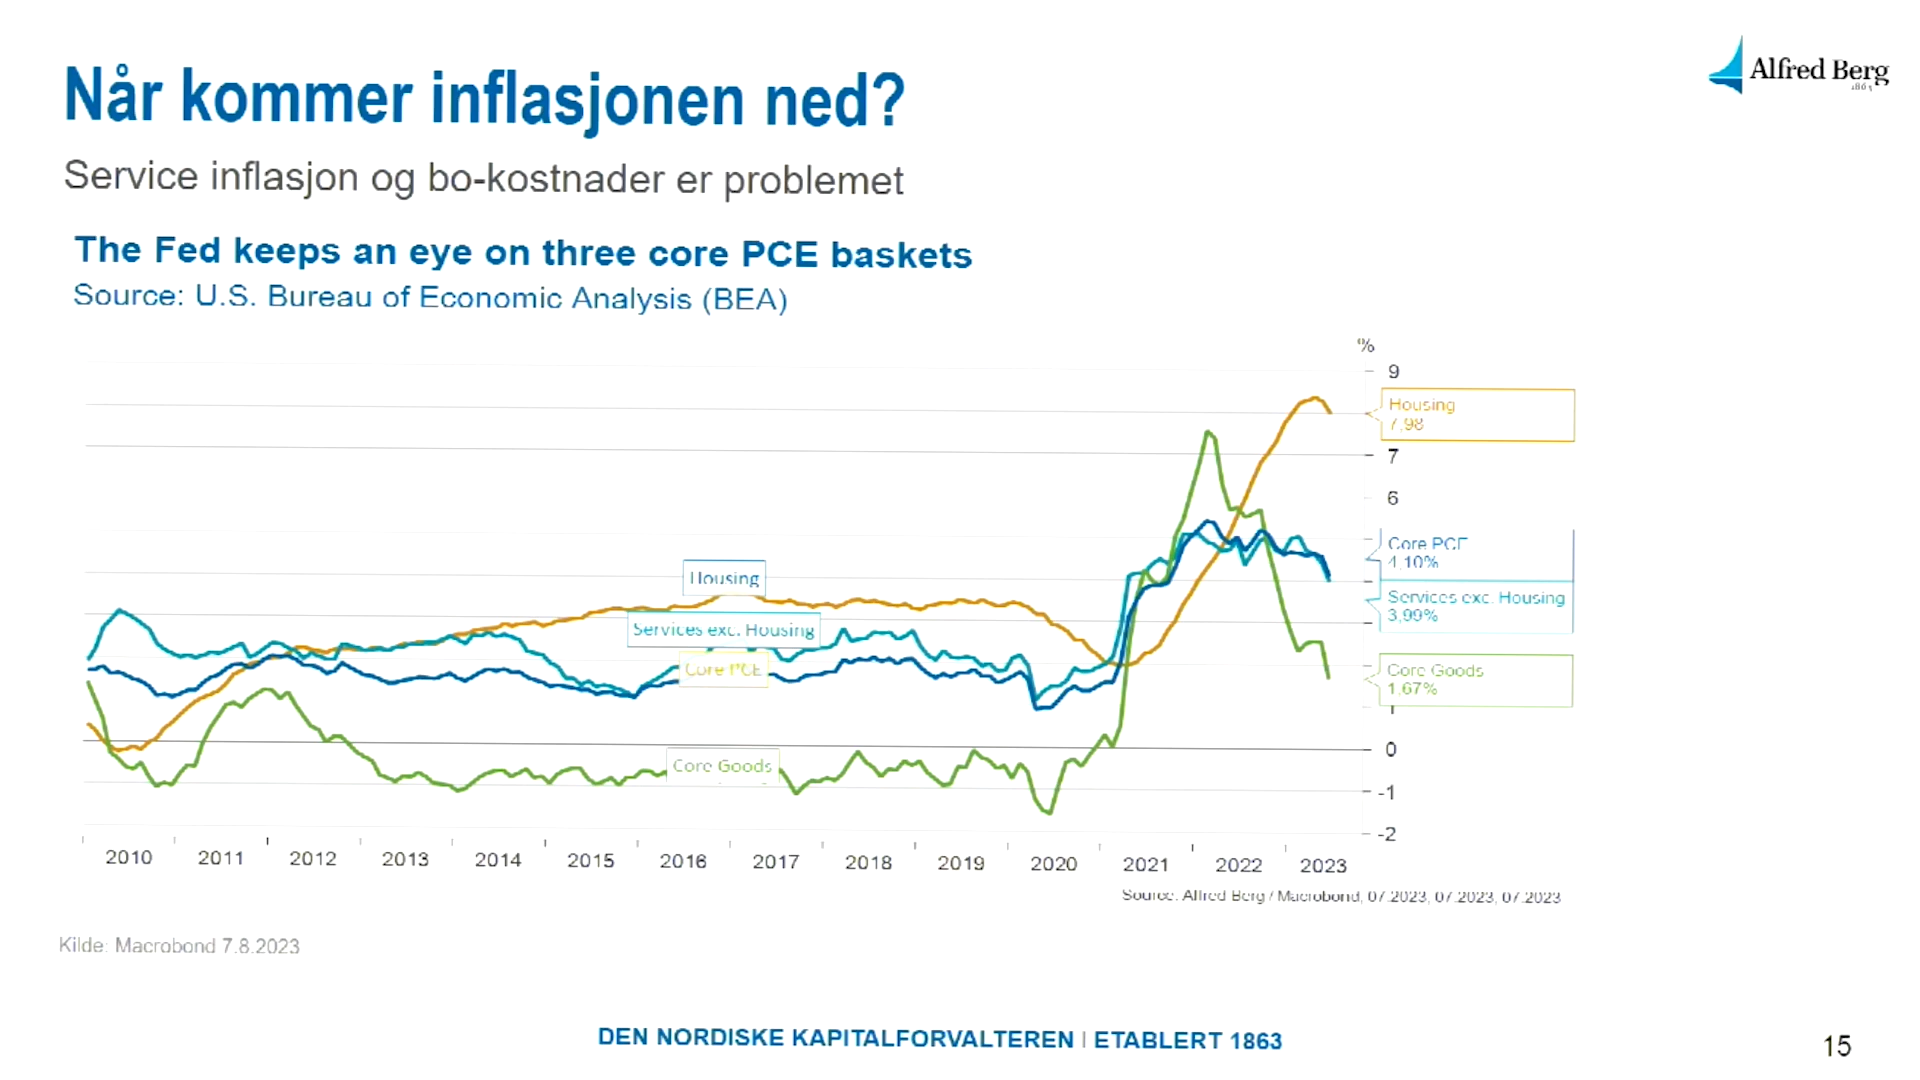 Når kommer inflasjonen ned?
Alfred Berg
Service inflasjon og bo-kostnader er problemet
The Fed keeps an eye on three core PCE baskets
Source: U.S. Bureau of Economic Analysis (BEA)
%
9
Housing
7,98
7
6
Core PCE
4,10%
Housing
Services exc. Housing
3,99%
Services exc. Housing
Core PCE
Core Goods
1,67%
1
0
Core Goods
-1
-2
2010 2011 2012 2013 2014 2015 2016 2017 2018 2019 2020 2021 2022 2023
Source: Alfred Berg / Macrobond, 07.2023, 07.2023, 07.2023
Kilde: Macrobond 7.8.2023
DEN NORDISKE KAPITALFORVALTEREN | ETABLERT 1863
15